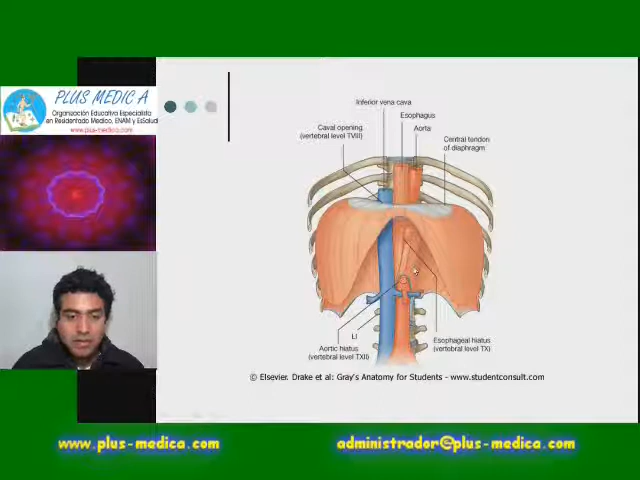 PLUS MEDIC A
Organización Educativa Especialista
en Residentado Medico, ENAM y EsSalud
www.plus-medica.com
Inferior vena cava
Esophagus
Caval opening
(vertebral level TVIII)
Aorta
Central tendon
of diaphragm
LI
Aortic hiatus
(vertebral level TXII)
Esophageal hiatus
(vertebral level TX)
© Elsevier. Drake et al: Gray's Anatomy for Students - www.studentconsult.com
www.plus-medica.com
administrador@plus-medica.com